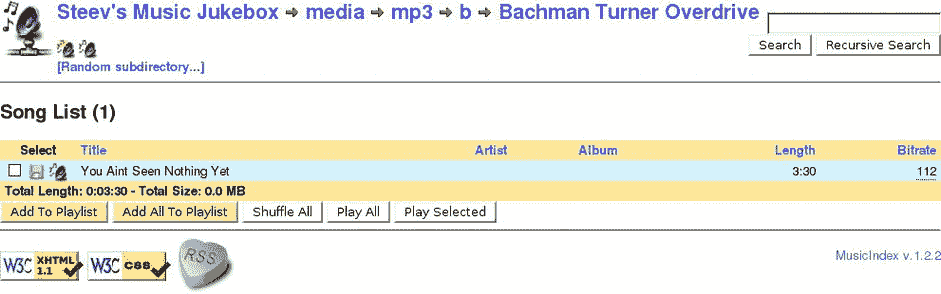 Steev's Music Jukebox → media → mp3 → b → Bachman Turner Overdrive
Search Recursive Search
[Random subdirectory...]
Song List (1)
Select Title Artist Album Length Bitrate
You Aint Seen Nothing Yet 3:30 112
Total Length: 0:03:30 - Total Size: 0.0 MB
Add To Playlist Add All To Playlist Shuffle All Play All Play Selected
W3C XHTML 1.1 W3C css RSS
MusicIndex v.1.2.2